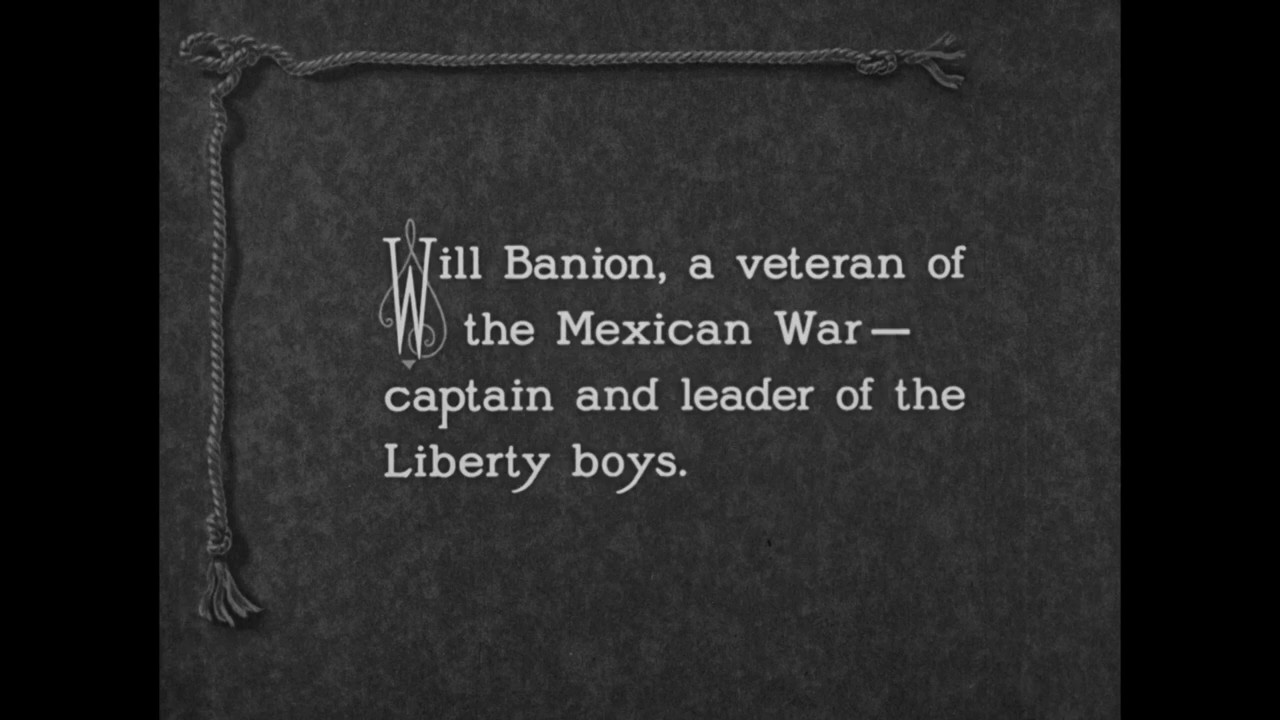 Will Banion, a veteran of
the Mexican War—
captain and leader of the
Liberty boys.